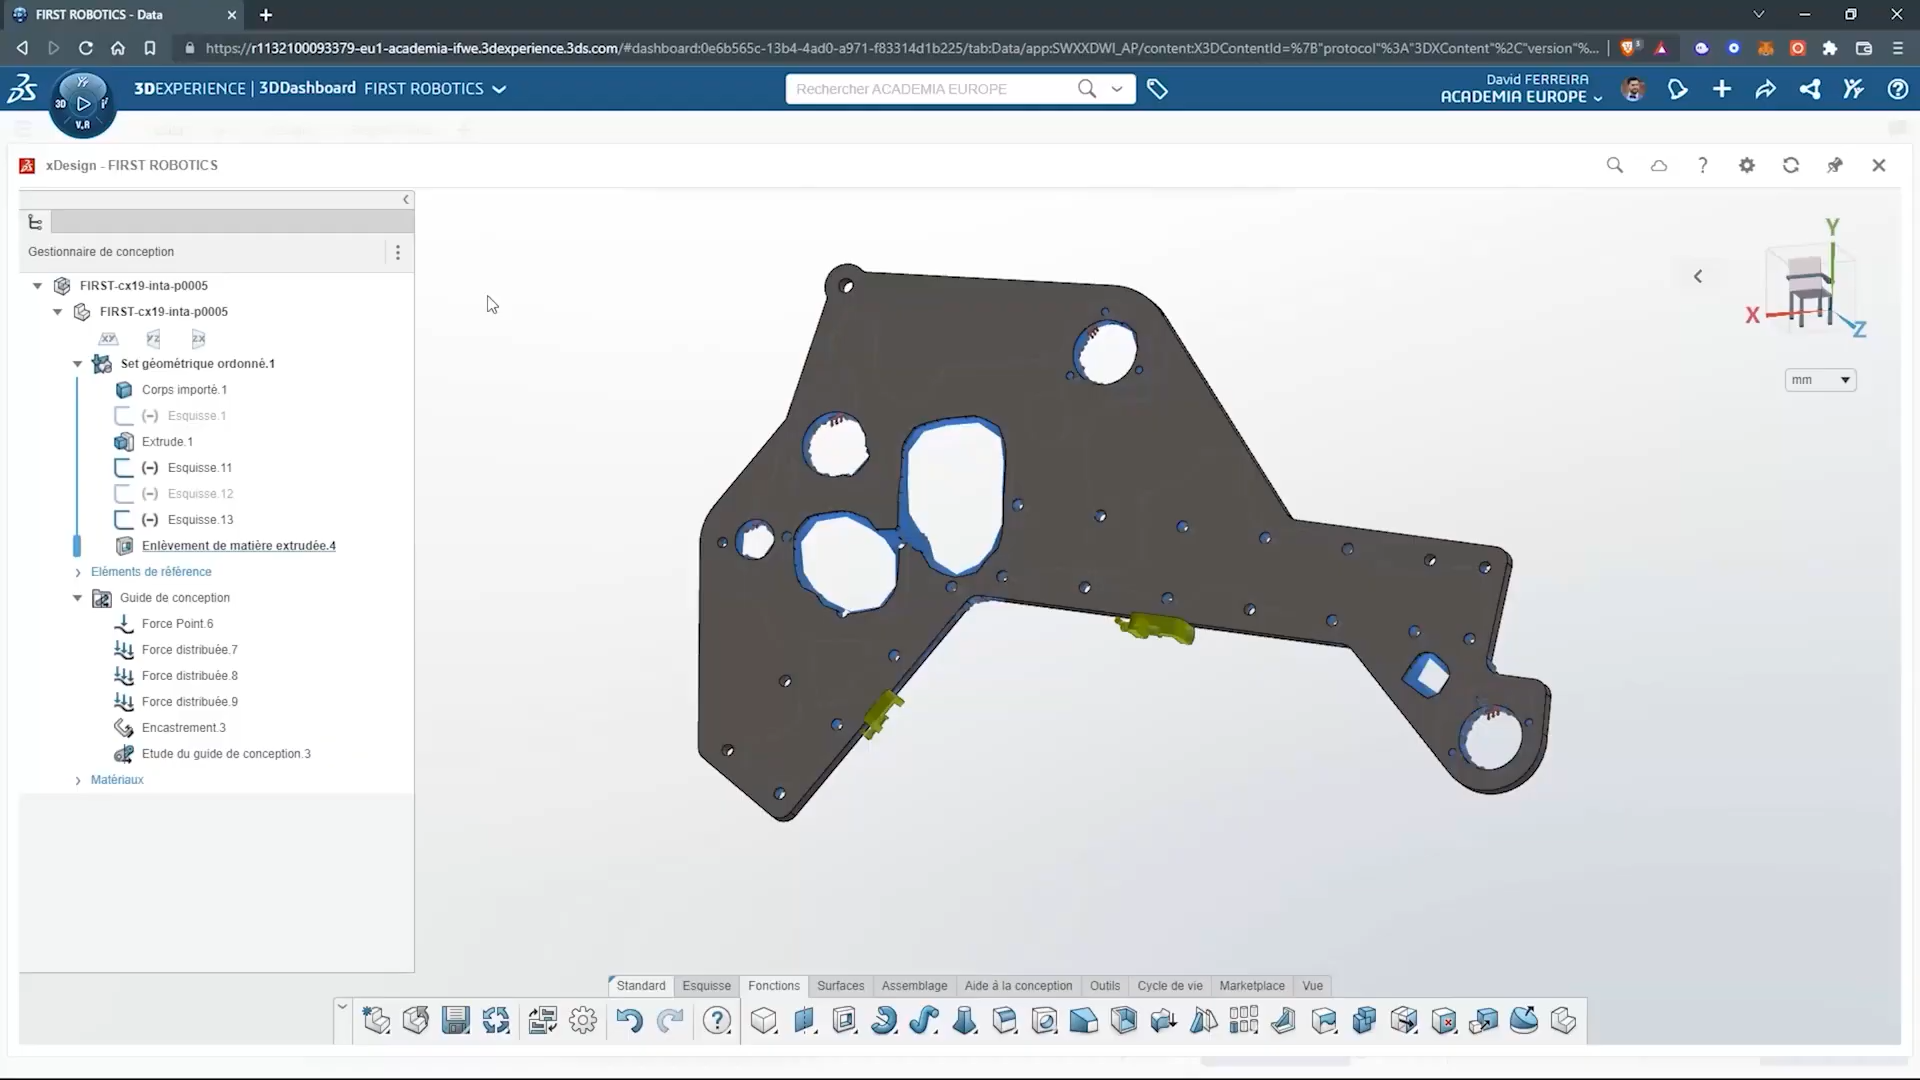 FIRST ROBOTICS - Data
https://r1132100093379-eu1-academia-ifwe.3dexperience.3ds.com/#dashboard:0e6b565c-13b4-4ad0-a971-f83314d1b225/tab:Data/app:SWXXDWI_AP/content:X3DContentId=%7B"protocol"%3A"3DXContent"%2C"version"%...
3DEXPERIENCE | 3DDashboard FIRST ROBOTICS
Rechercher ACADEMIA EUROPE
David FERREIRA
ACADEMIA EUROPE
3D
V.R
xDesign - FIRST ROBOTICS
Gestionnaire de conception
FIRST-cx19-inta-p0005
FIRST-cx19-inta-p0005
XY YZ ZX
Set géométrique ordonné.1
Corps importé.1
(-) Esquisse.1
Extrude.1
(-) Esquisse.11
(-) Esquisse.12
(-) Esquisse.13
Enlèvement de matière extrudée.4
Eléments de référence
Guide de conception
Force Point.6
Force distribuée.7
Force distribuée.8
Force distribuée.9
Encastrement.3
Etude du guide de conception.3
Matériaux
Y
X
Z
mm
Standard Esquisse Fonctions Surfaces Assemblage Aide à la conception Outils Cycle de vie Marketplace Vue